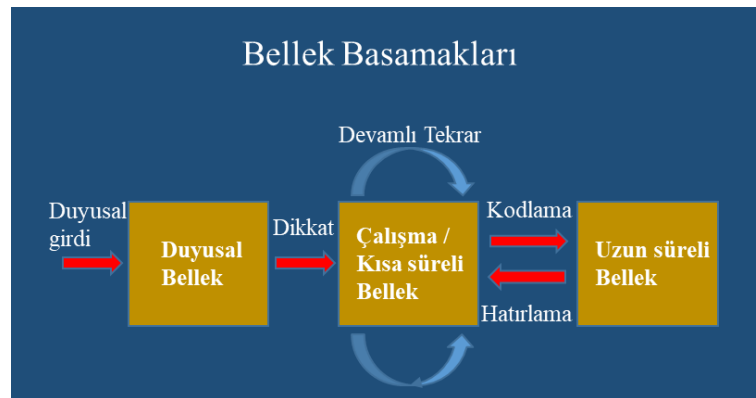 Bellek Basamakları
Devamlı Tekrar
Duyusal
girdi
Duyusal
Bellek
Dikkat
Çalışma /
Kısa süreli
Bellek
Kodlama
Hatırlama
Uzun süreli
Bellek